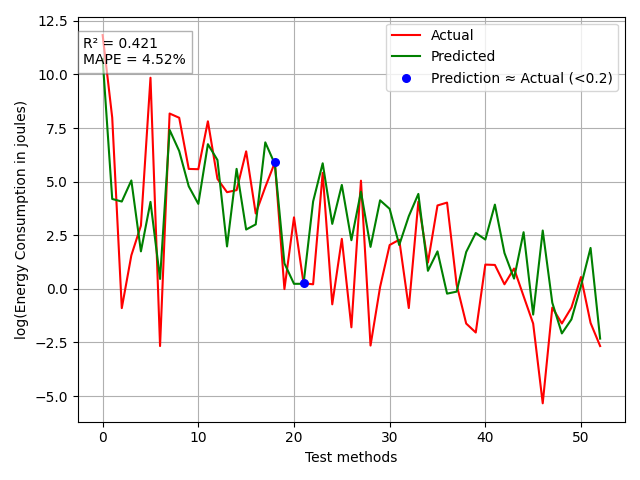 R² = 0.421
MAPE = 4.52%
Actual
Predicted
Prediction ≈ Actual (<0.2)
log(Energy Consumption in joules)
12.5
10.0
7.5
5.0
2.5
0.0
−2.5
−5.0
0 10 20 30 40 50
Test methods